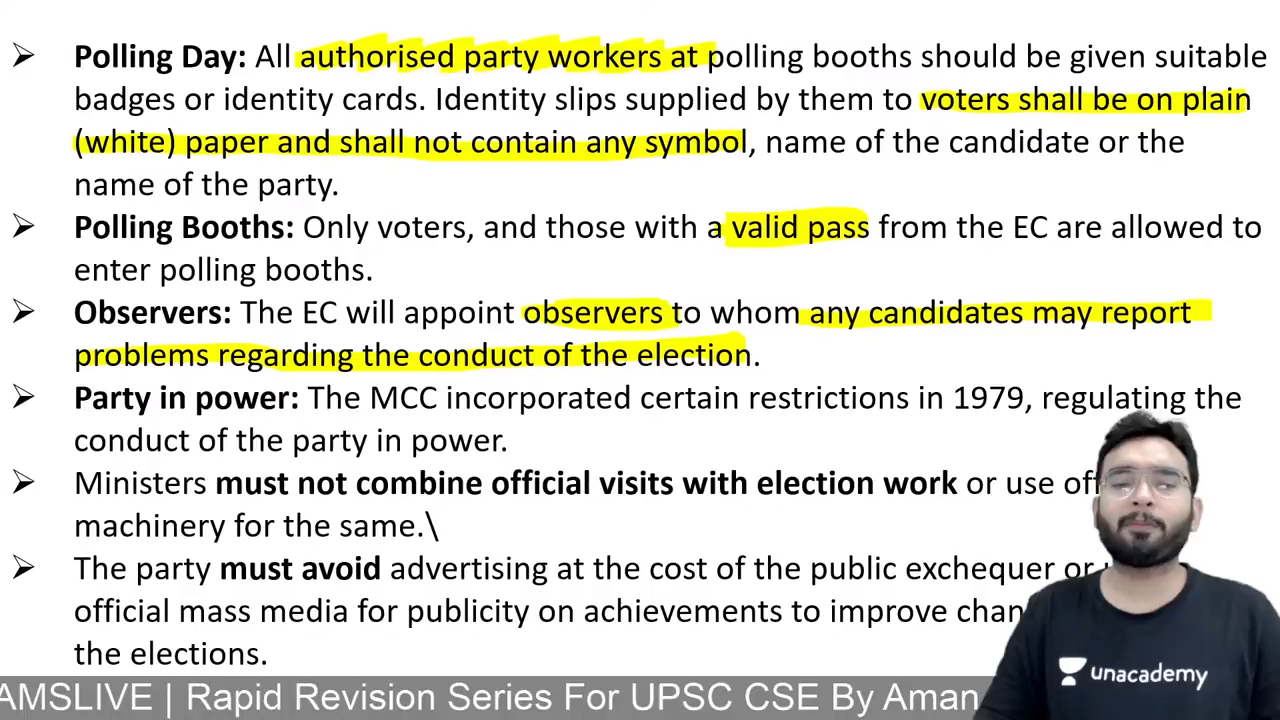 ➢ Polling Day: All authorised party workers at polling booths should be given suitable
badges or identity cards. Identity slips supplied by them to voters shall be on plain
(white) paper and shall not contain any symbol, name of the candidate or the
name of the party.
➢ Polling Booths: Only voters, and those with a valid pass from the EC are allowed to
enter polling booths.
➢ Observers: The EC will appoint observers to whom any candidates may report
problems regarding the conduct of the election.
➢ Party in power: The MCC incorporated certain restrictions in 1979, regulating the
conduct of the party in power.
➢ Ministers must not combine official visits with election work or use
machinery for the same.\
➢ The party must avoid advertising at the cost of the public exchequer or
official mass media for publicity on achievements to improve
the elections.
unacademy
AMSLIVE | Rapid Revision Series For UPSC CSE By Aman